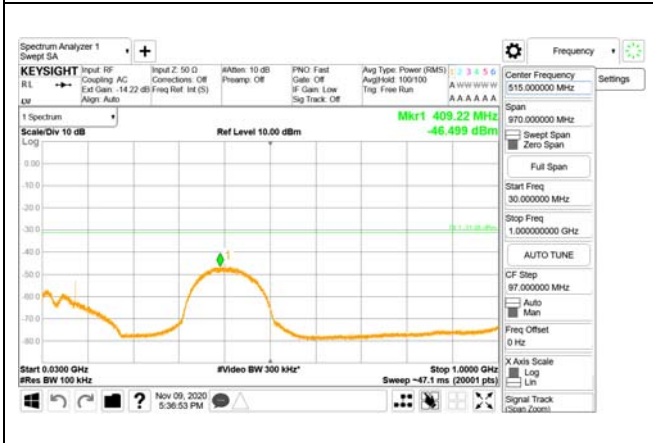 Spectrum Analyzer 1
Swept SA
+
Frequency
KEYSIGHT
RL
Input: RF
Coupling: AC
Ext Gain: -14.22 dB
Align: Auto
Input Z: 50 Ω
Corrections: Off
Freq Ref: Int (S)
#Atten: 10 dB
Preamp: Off
PNO: Fast
Gate: Off
IF Gain: Low
Sig Track: Off
Avg Type: Power (RMS)
Avg|Hold: 100/100
Trig: Free Run
1 2 3 4 5 6
A W W W W W
A A A A A A
1 Spectrum
Scale/Div 10 dB
Log
Ref Level 10.00 dBm
Mkr1 409.22 MHz
-46.499 dBm
0.00
-10.0
-20.0
-30.0
-40.0
-50.0
-60.0
-70.0
-80.0
1
Start 0.0300 GHz
#Res BW 100 kHz
#Video BW 300 kHz*
Stop 1.0000 GHz
Sweep ~47.1 ms (20001 pts)
Nov 09, 2020
5:36:53 PM
?
Center Frequency
515.000000 MHz
Settings
Span
970.000000 MHz
Swept Span
Zero Span
Full Span
Start Freq
30.000000 MHz
Stop Freq
1.000000000 GHz
AUTO TUNE
CF Step
97.000000 MHz
Auto
Man
Freq Offset
0 Hz
X Axis Scale
Log
Lin
Signal Track
(Span Zoom)